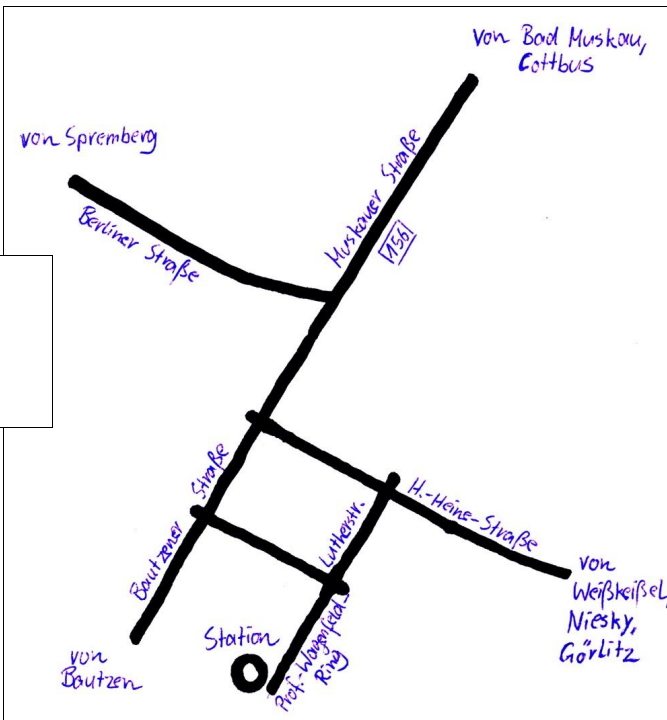 von Bad Muskau,
Cottbus
von Spremberg
Muskauer Straße
156
Berliner Straße
Bautzener Straße
H.-Heine-Straße
Lutherstr.
von
Weißkeißel,
Niesky,
Görlitz
Station
Prof.-Wagenfeld-
Ring
von
Bautzen